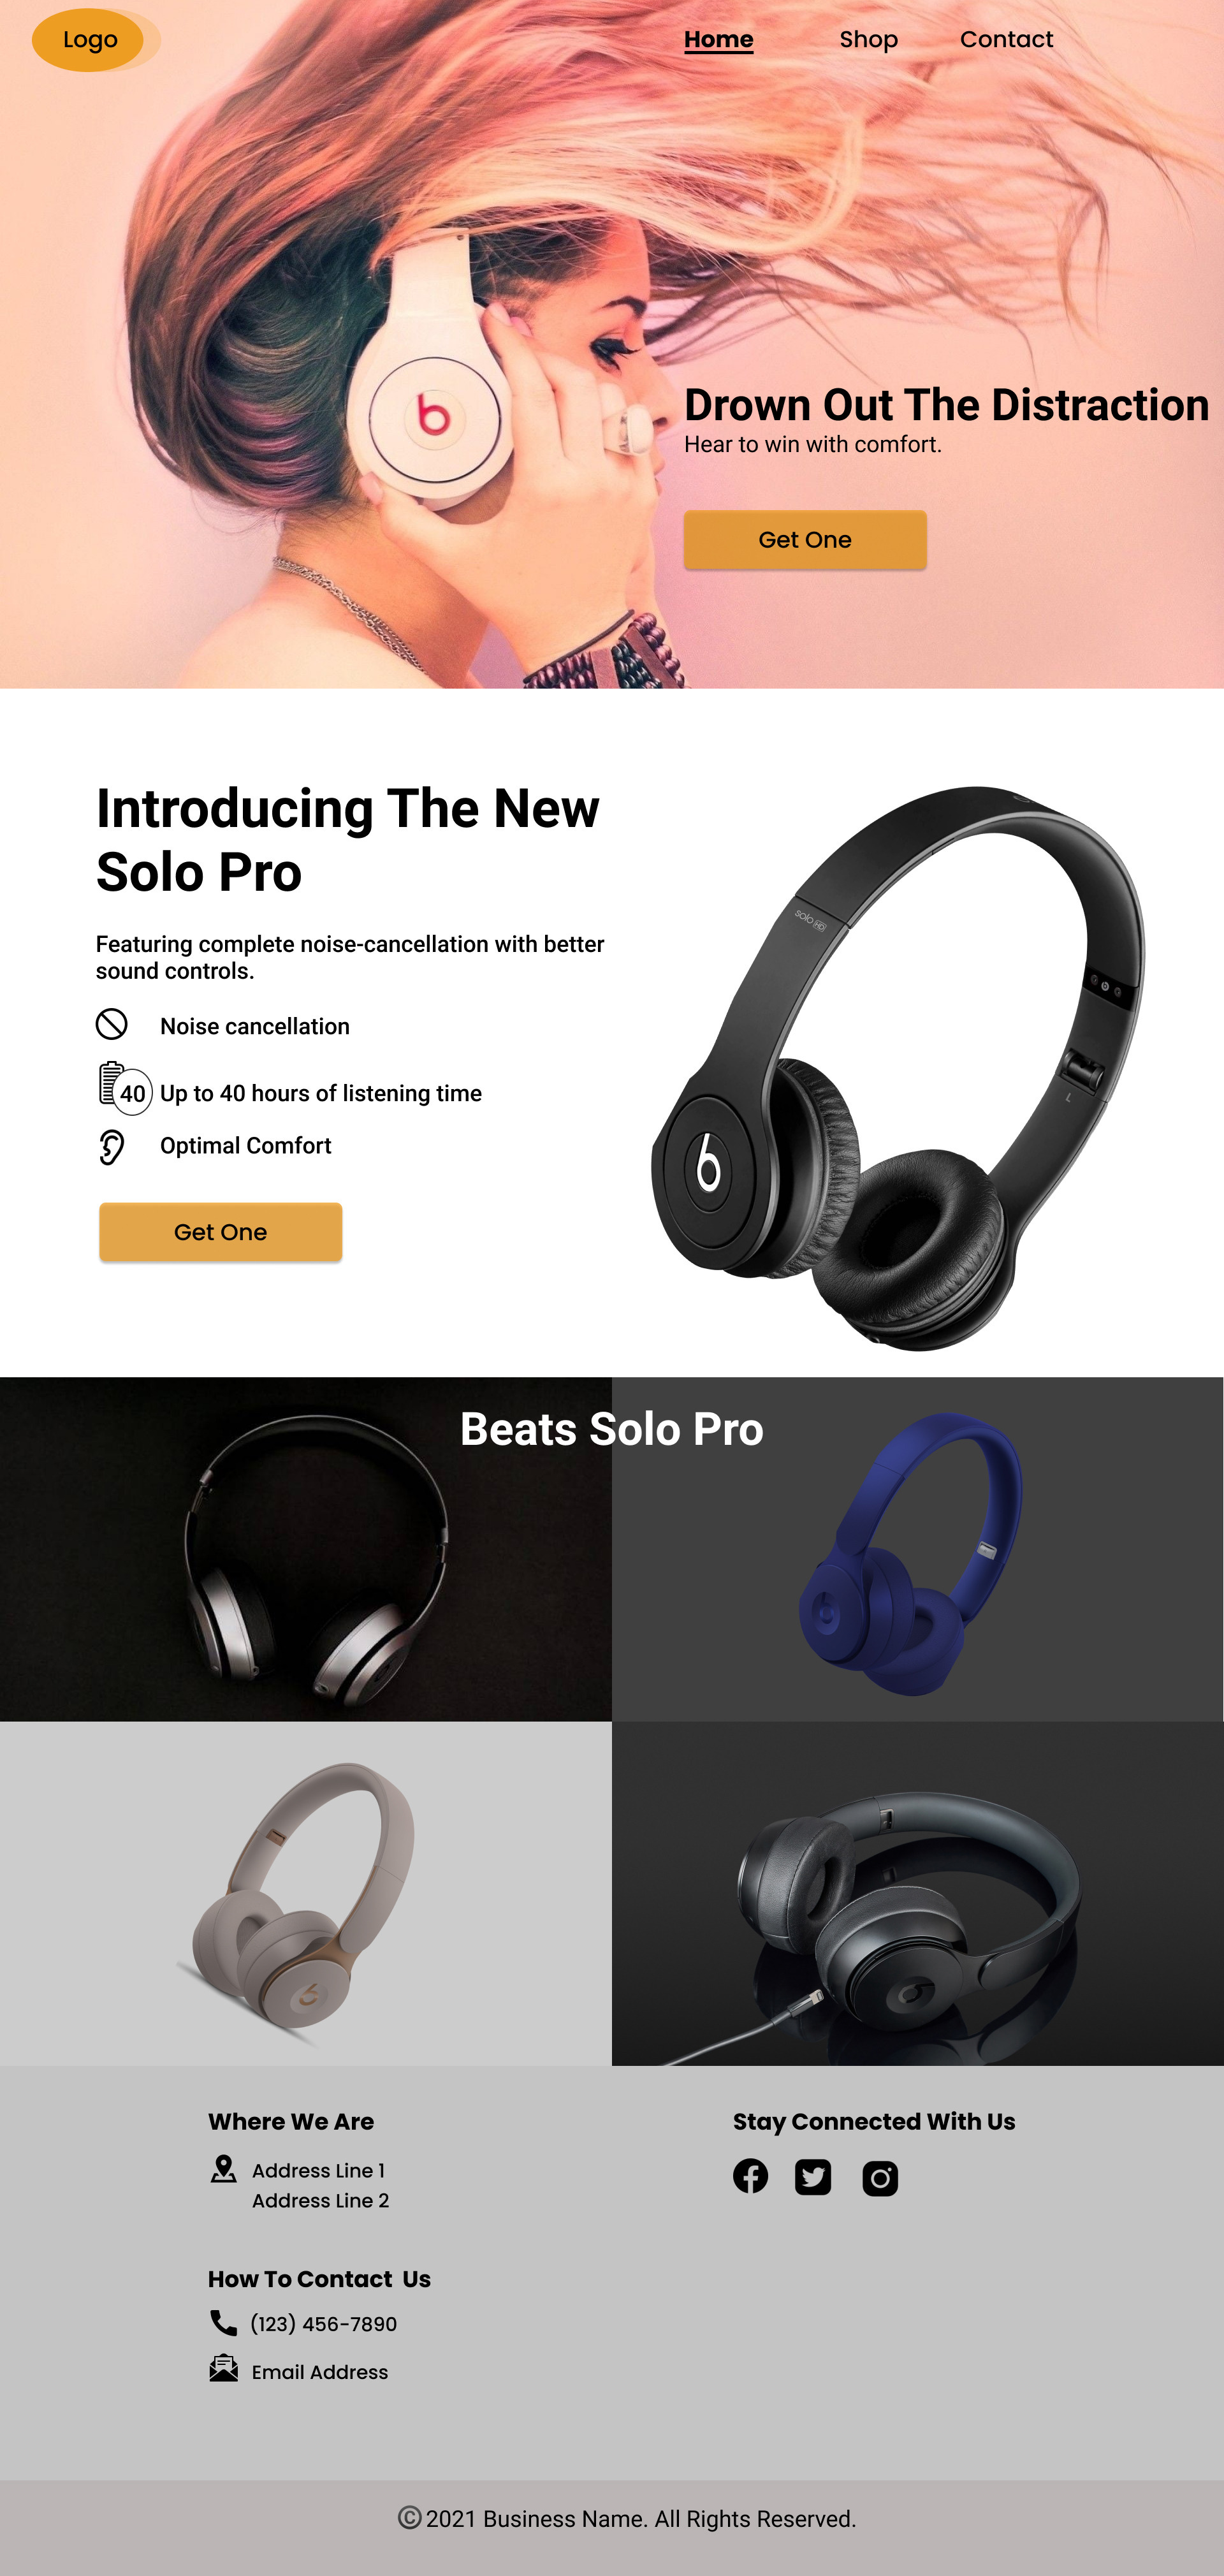 Logo
Home
Shop
Contact
b
Drown Out The Distraction
Hear to win with comfort.
Get One
Introducing The New
Solo Pro
Featuring complete noise-cancellation with better
sound controls.
Noise cancellation
40
Up to 40 hours of listening time
Optimal Comfort
Get One
solo HD
L
b
Beats Solo Pro
Where We Are
Address Line 1
Address Line 2
Stay Connected With Us
How To Contact Us
(123) 456-7890
Email Address
© 2021 Business Name. All Rights Reserved.